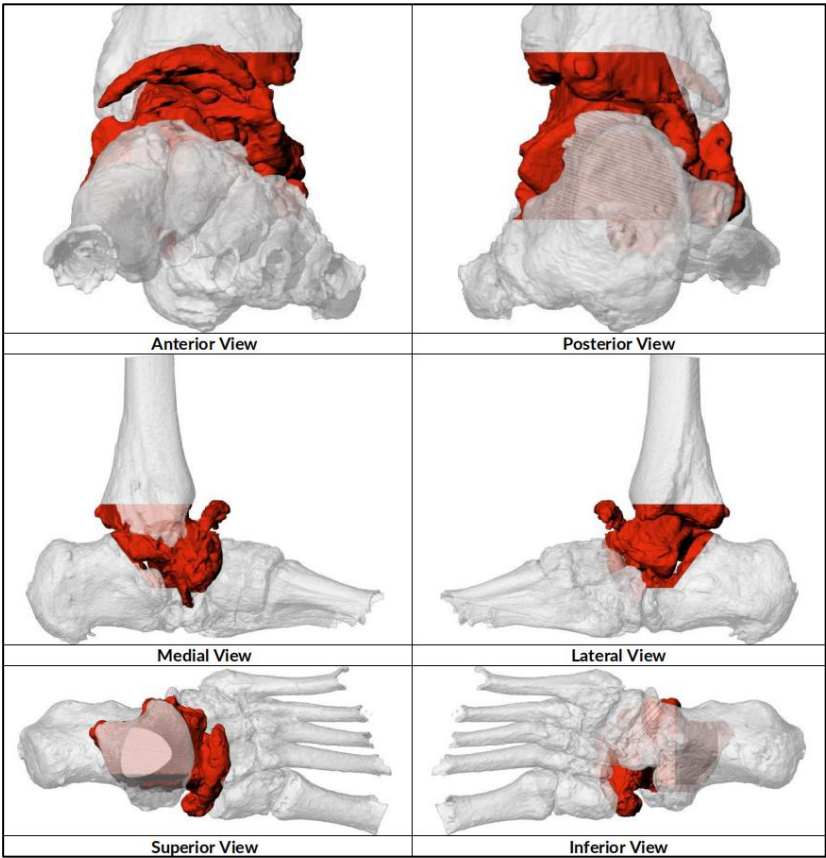 Anterior View
Posterior View
Medial View
Lateral View
Superior View
Inferior View